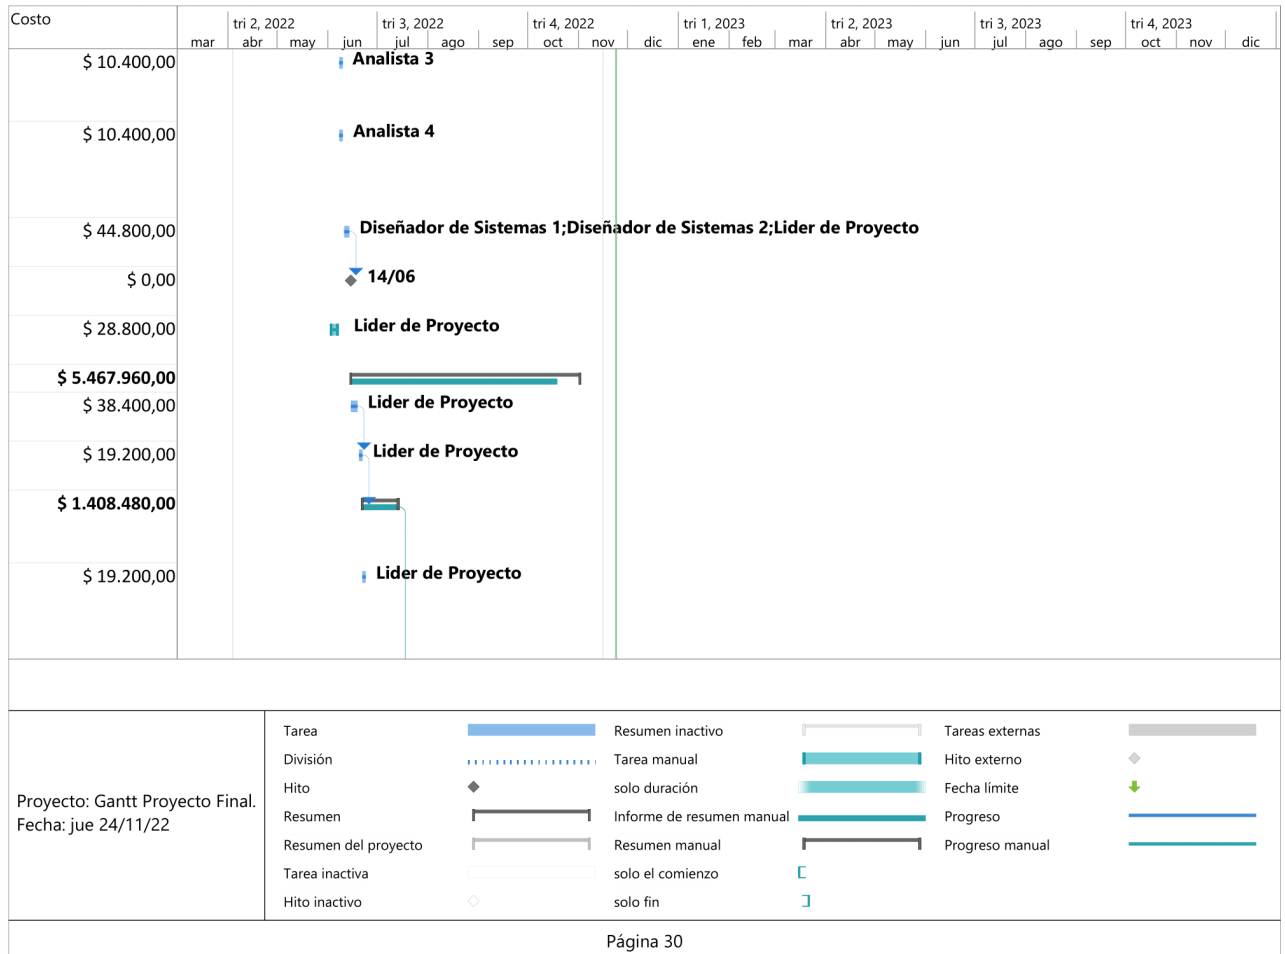 Costo
tri 2, 2022 tri 3, 2022 tri 4, 2022 tri 1, 2023 tri 2, 2023 tri 3, 2023 tri 4, 2023
mar abr may jun jul ago sep oct nov dic ene feb mar abr may jun jul ago sep oct nov dic
$ 10.400,00 Analista 3
$ 10.400,00 Analista 4
$ 44.800,00 Diseñador de Sistemas 1;Diseñador de Sistemas 2;Lider de Proyecto
$ 0,00 14/06
$ 28.800,00 Lider de Proyecto
$ 5.467.960,00
$ 38.400,00 Lider de Proyecto
$ 19.200,00 Lider de Proyecto
$ 1.408.480,00
$ 19.200,00 Lider de Proyecto
Proyecto: Gantt Proyecto Final.
Fecha: jue 24/11/22
Tarea
División
Hito
Resumen
Resumen del proyecto
Tarea inactiva
Hito inactivo
Resumen inactivo
Tarea manual
solo duración
Informe de resumen manual
Resumen manual
solo el comienzo
solo fin
Tareas externas
Hito externo
Fecha límite
Progreso
Progreso manual
Página 30